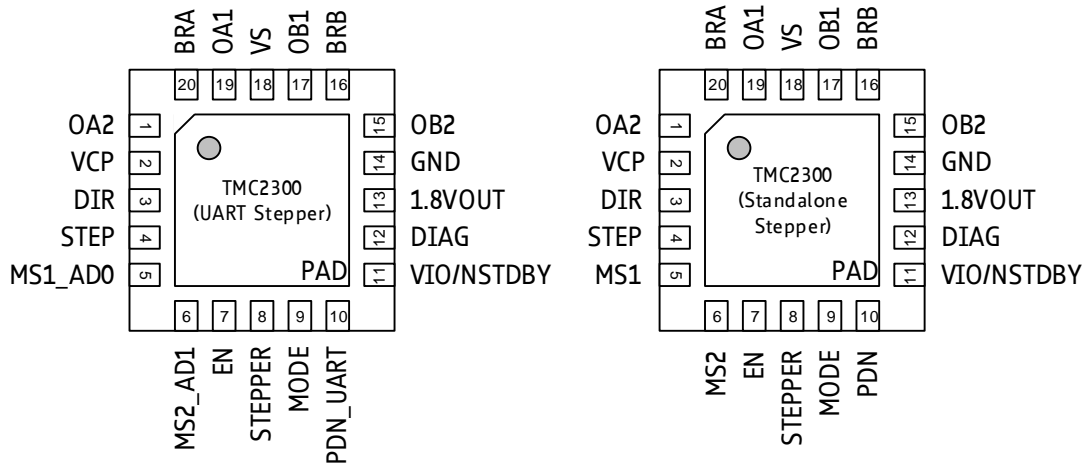 BRA OA1 VS OB1 BRB
20 19 18 17 16
OA2 1 15 OB2
VCP 2 14 GND
DIR 3 13 1.8VOUT
STEP 4 12 DIAG
MS1_AD0 5 11 VIO/NSTDBY
TMC2300
(UART Stepper)
PAD
6 7 8 9 10
MS2_AD1 EN STEPPER MODE PDN_UART
BRA OA1 VS OB1 BRB
20 19 18 17 16
OA2 1 15 OB2
VCP 2 14 GND
DIR 3 13 1.8VOUT
STEP 4 12 DIAG
MS1 5 11 VIO/NSTDBY
TMC2300
(Standalone
Stepper)
PAD
6 7 8 9 10
MS2 EN STEPPER MODE PDN